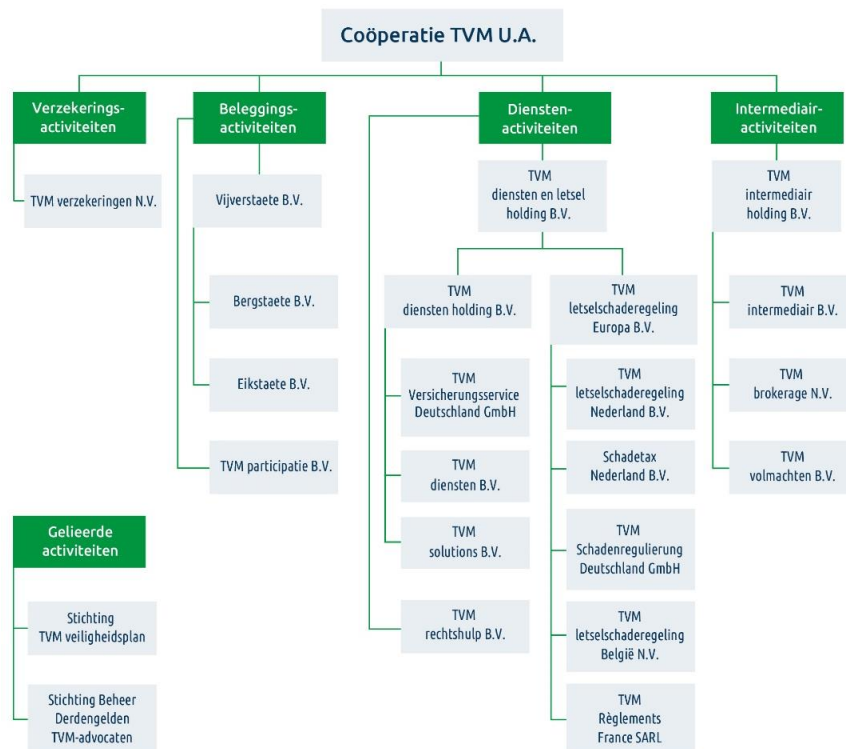 Coöperatie TVM U.A.
Verzekerings-
activiteiten
TVM verzekeringen N.V.
Beleggings-
activiteiten
Vijverstaete B.V.
Bergstaete B.V.
Eikstaete B.V.
TVM participatie B.V.
Diensten-
activiteiten
TVM
diensten en letsel
holding B.V.
TVM
diensten holding B.V.
TVM
Versicherungsservice
Deutschland GmbH
TVM
diensten B.V.
TVM
solutions B.V.
TVM
rechtshulp B.V.
TVM
letselschaderegeling
Europa B.V.
TVM
letselschaderegeling
Nederland B.V.
Schadetax
Nederland B.V.
TVM
Schadenregulierung
Deutschland GmbH
TVM
letselschaderegeling
België N.V.
TVM
Règlements
France SARL
Intermediair-
activiteiten
TVM
intermediair
holding B.V.
TVM
intermediair B.V.
TVM
brokerage N.V.
TVM
volmachten B.V.
Gelieerde
activiteiten
Stichting
TVM veiligheidsplan
Stichting Beheer
Derdengelden
TVM-advocaten